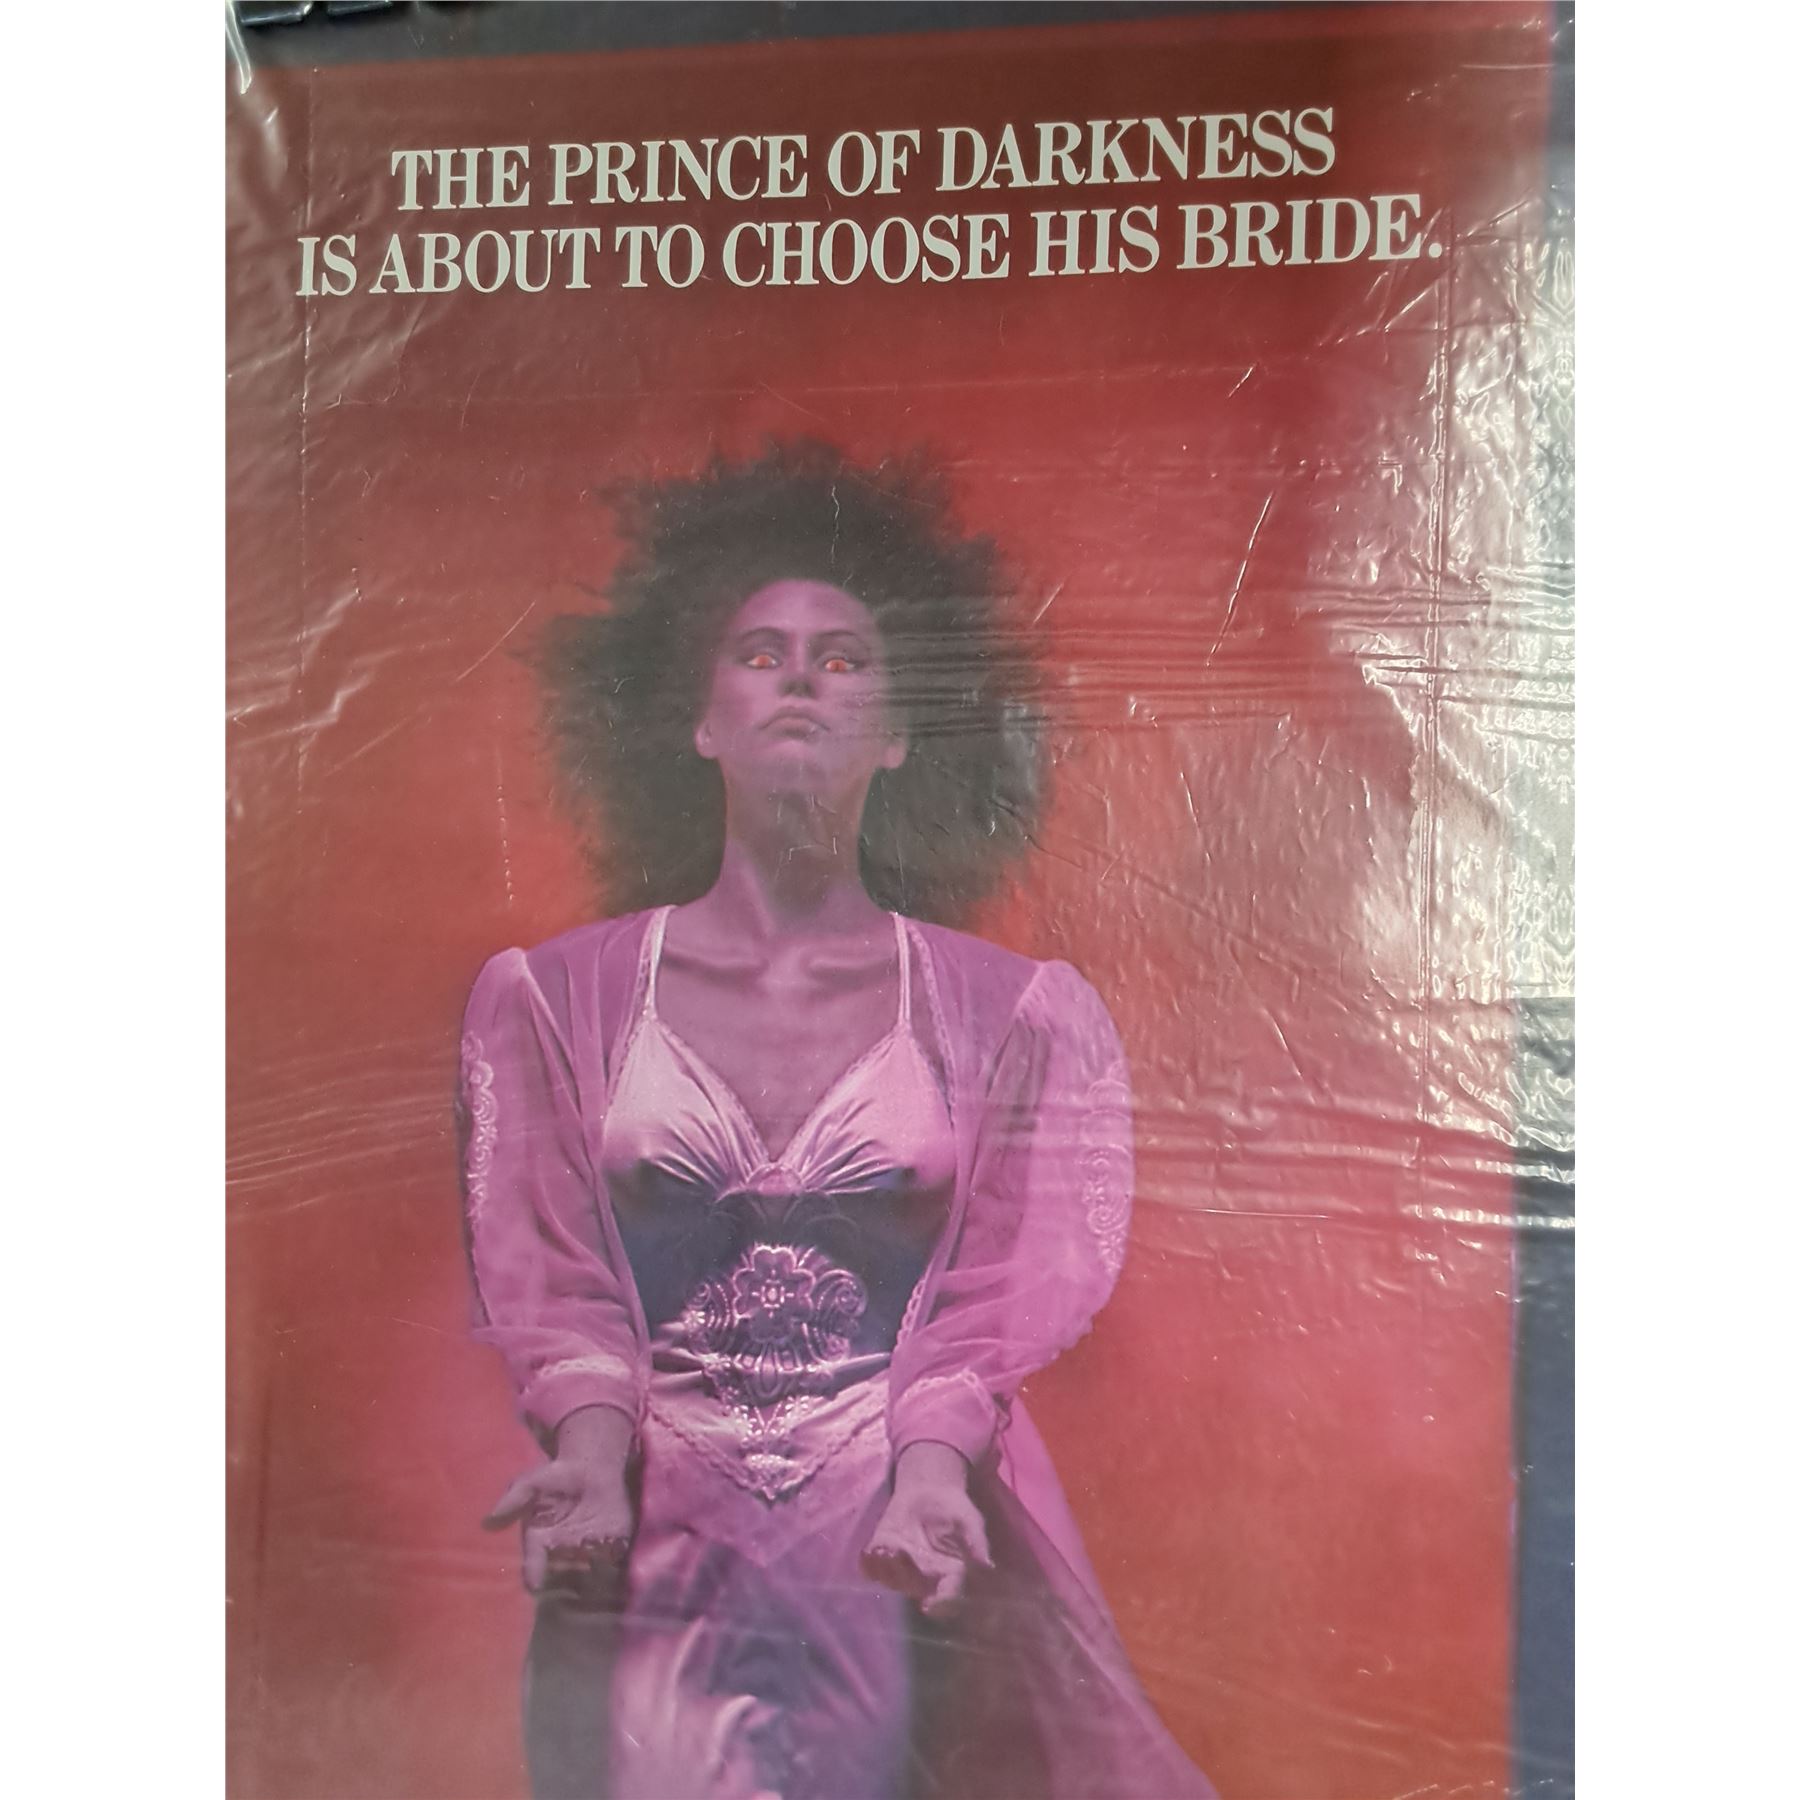 THE PRINCE OF DARKNESS
IS ABOUT TO CHOOSE HIS BRIDE.